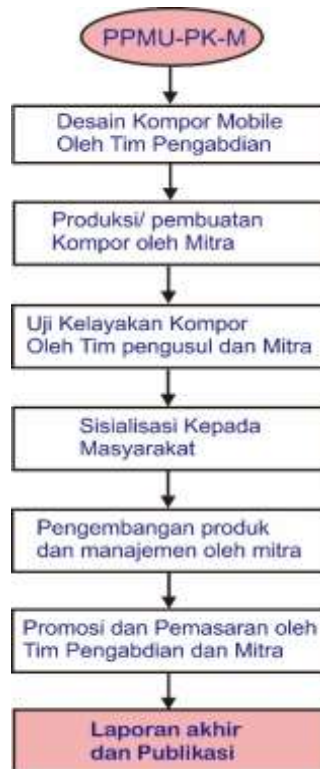 PPMU-PK-M
Desain Kompor Mobile
Oleh Tim Pengabdian
Produksi/ pembuatan
Kompor oleh Mitra
Uji Kelayakan Kompor
Oleh Tim pengusul dan Mitra
Sisialisasi Kepada
Masyarakat
Pengembangan produk
dan manajemen oleh mitra
Promosi dan Pemasaran oleh
Tim Pengabdian dan Mitra
Laporan akhir
dan Publikasi